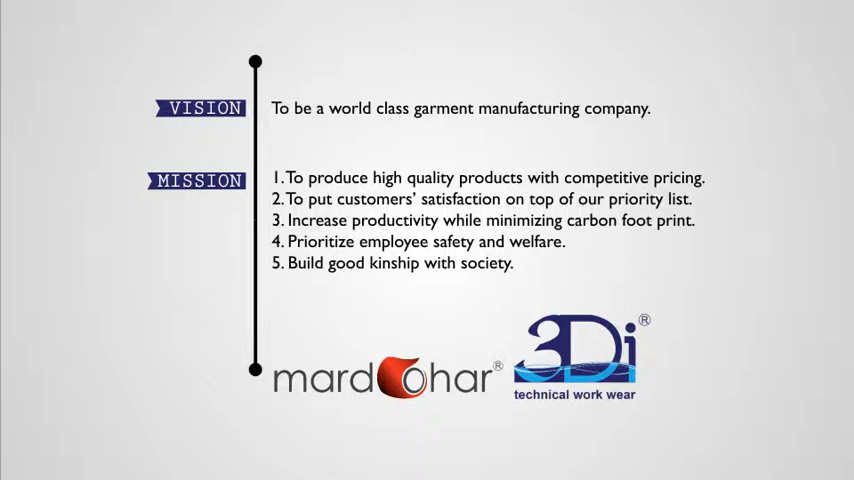 VISION
To be a world class garment manufacturing company.
MISSION
1. To produce high quality products with competitive pricing.
2. To put customers’ satisfaction on top of our priority list.
3. Increase productivity while minimizing carbon foot print.
4. Prioritize employee safety and welfare.
5. Build good kinship with society.
mardohar®
3Di®
technical work wear